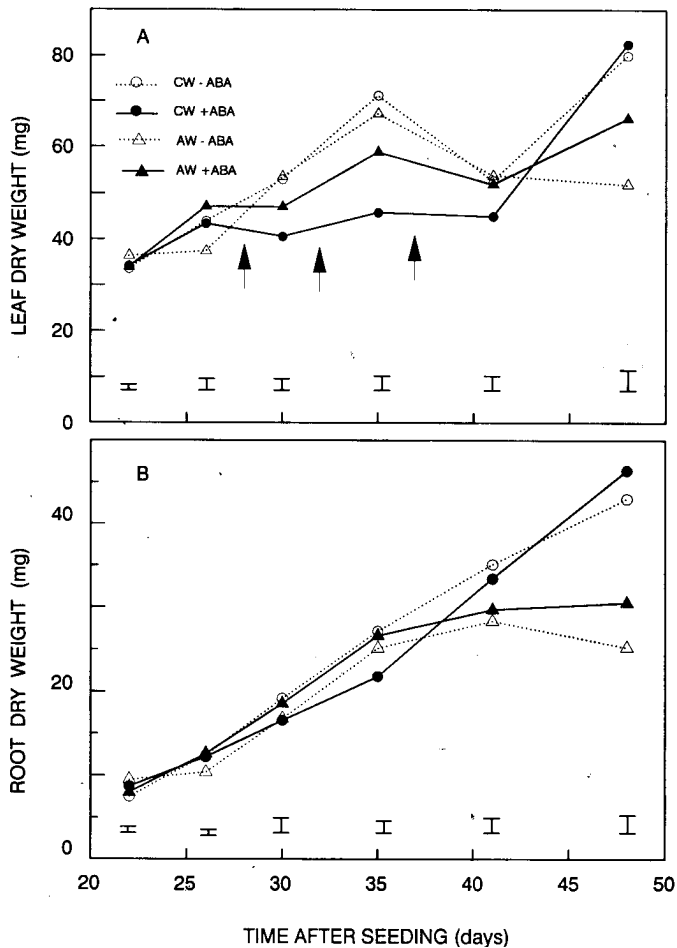 A
CW - ABA
CW + ABA
AW - ABA
AW + ABA
LEAF DRY WEIGHT (mg)
80
60
40
20
0
B
ROOT DRY WEIGHT (mg)
40
20
0
20 25 30 35 40 45 50
TIME AFTER SEEDING (days)